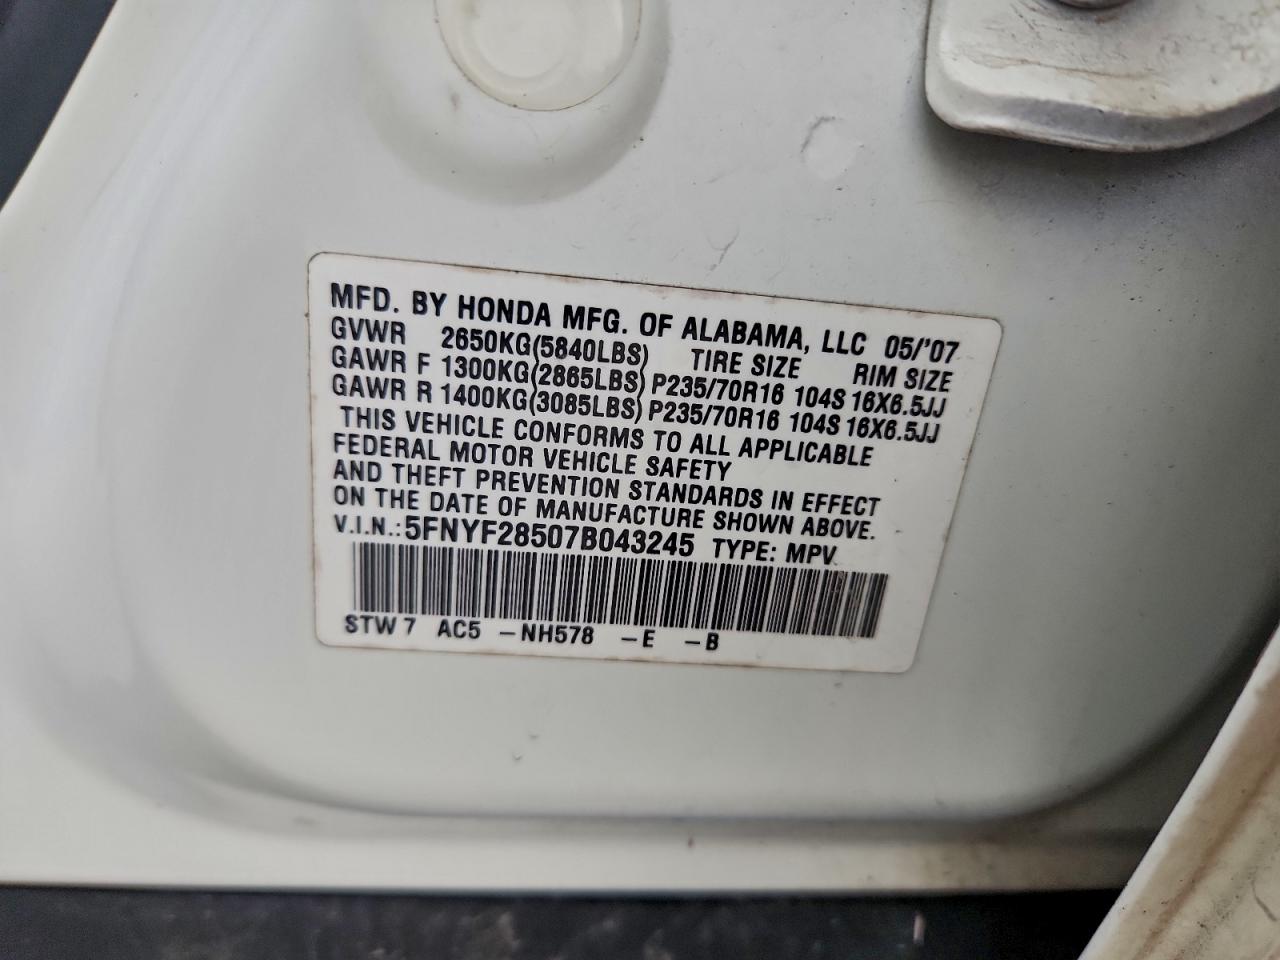 MFD. BY HONDA MFG. OF ALABAMA, LLC 05/'07
GVWR 2650KG(5840LBS) TIRE SIZE RIM SIZE
GAWR F 1300KG(2865LBS) P235/70R16 104S 16X6.5JJ
GAWR R 1400KG(3085LBS) P235/70R16 104S 16X6.5JJ
THIS VEHICLE CONFORMS TO ALL APPLICABLE
FEDERAL MOTOR VEHICLE SAFETY
AND THEFT PREVENTION STANDARDS IN EFFECT
ON THE DATE OF MANUFACTURE SHOWN ABOVE.
V.I.N.: 5FNYF28507B043245 TYPE: MPV
STW 7 AC5 -NH578 -E -B